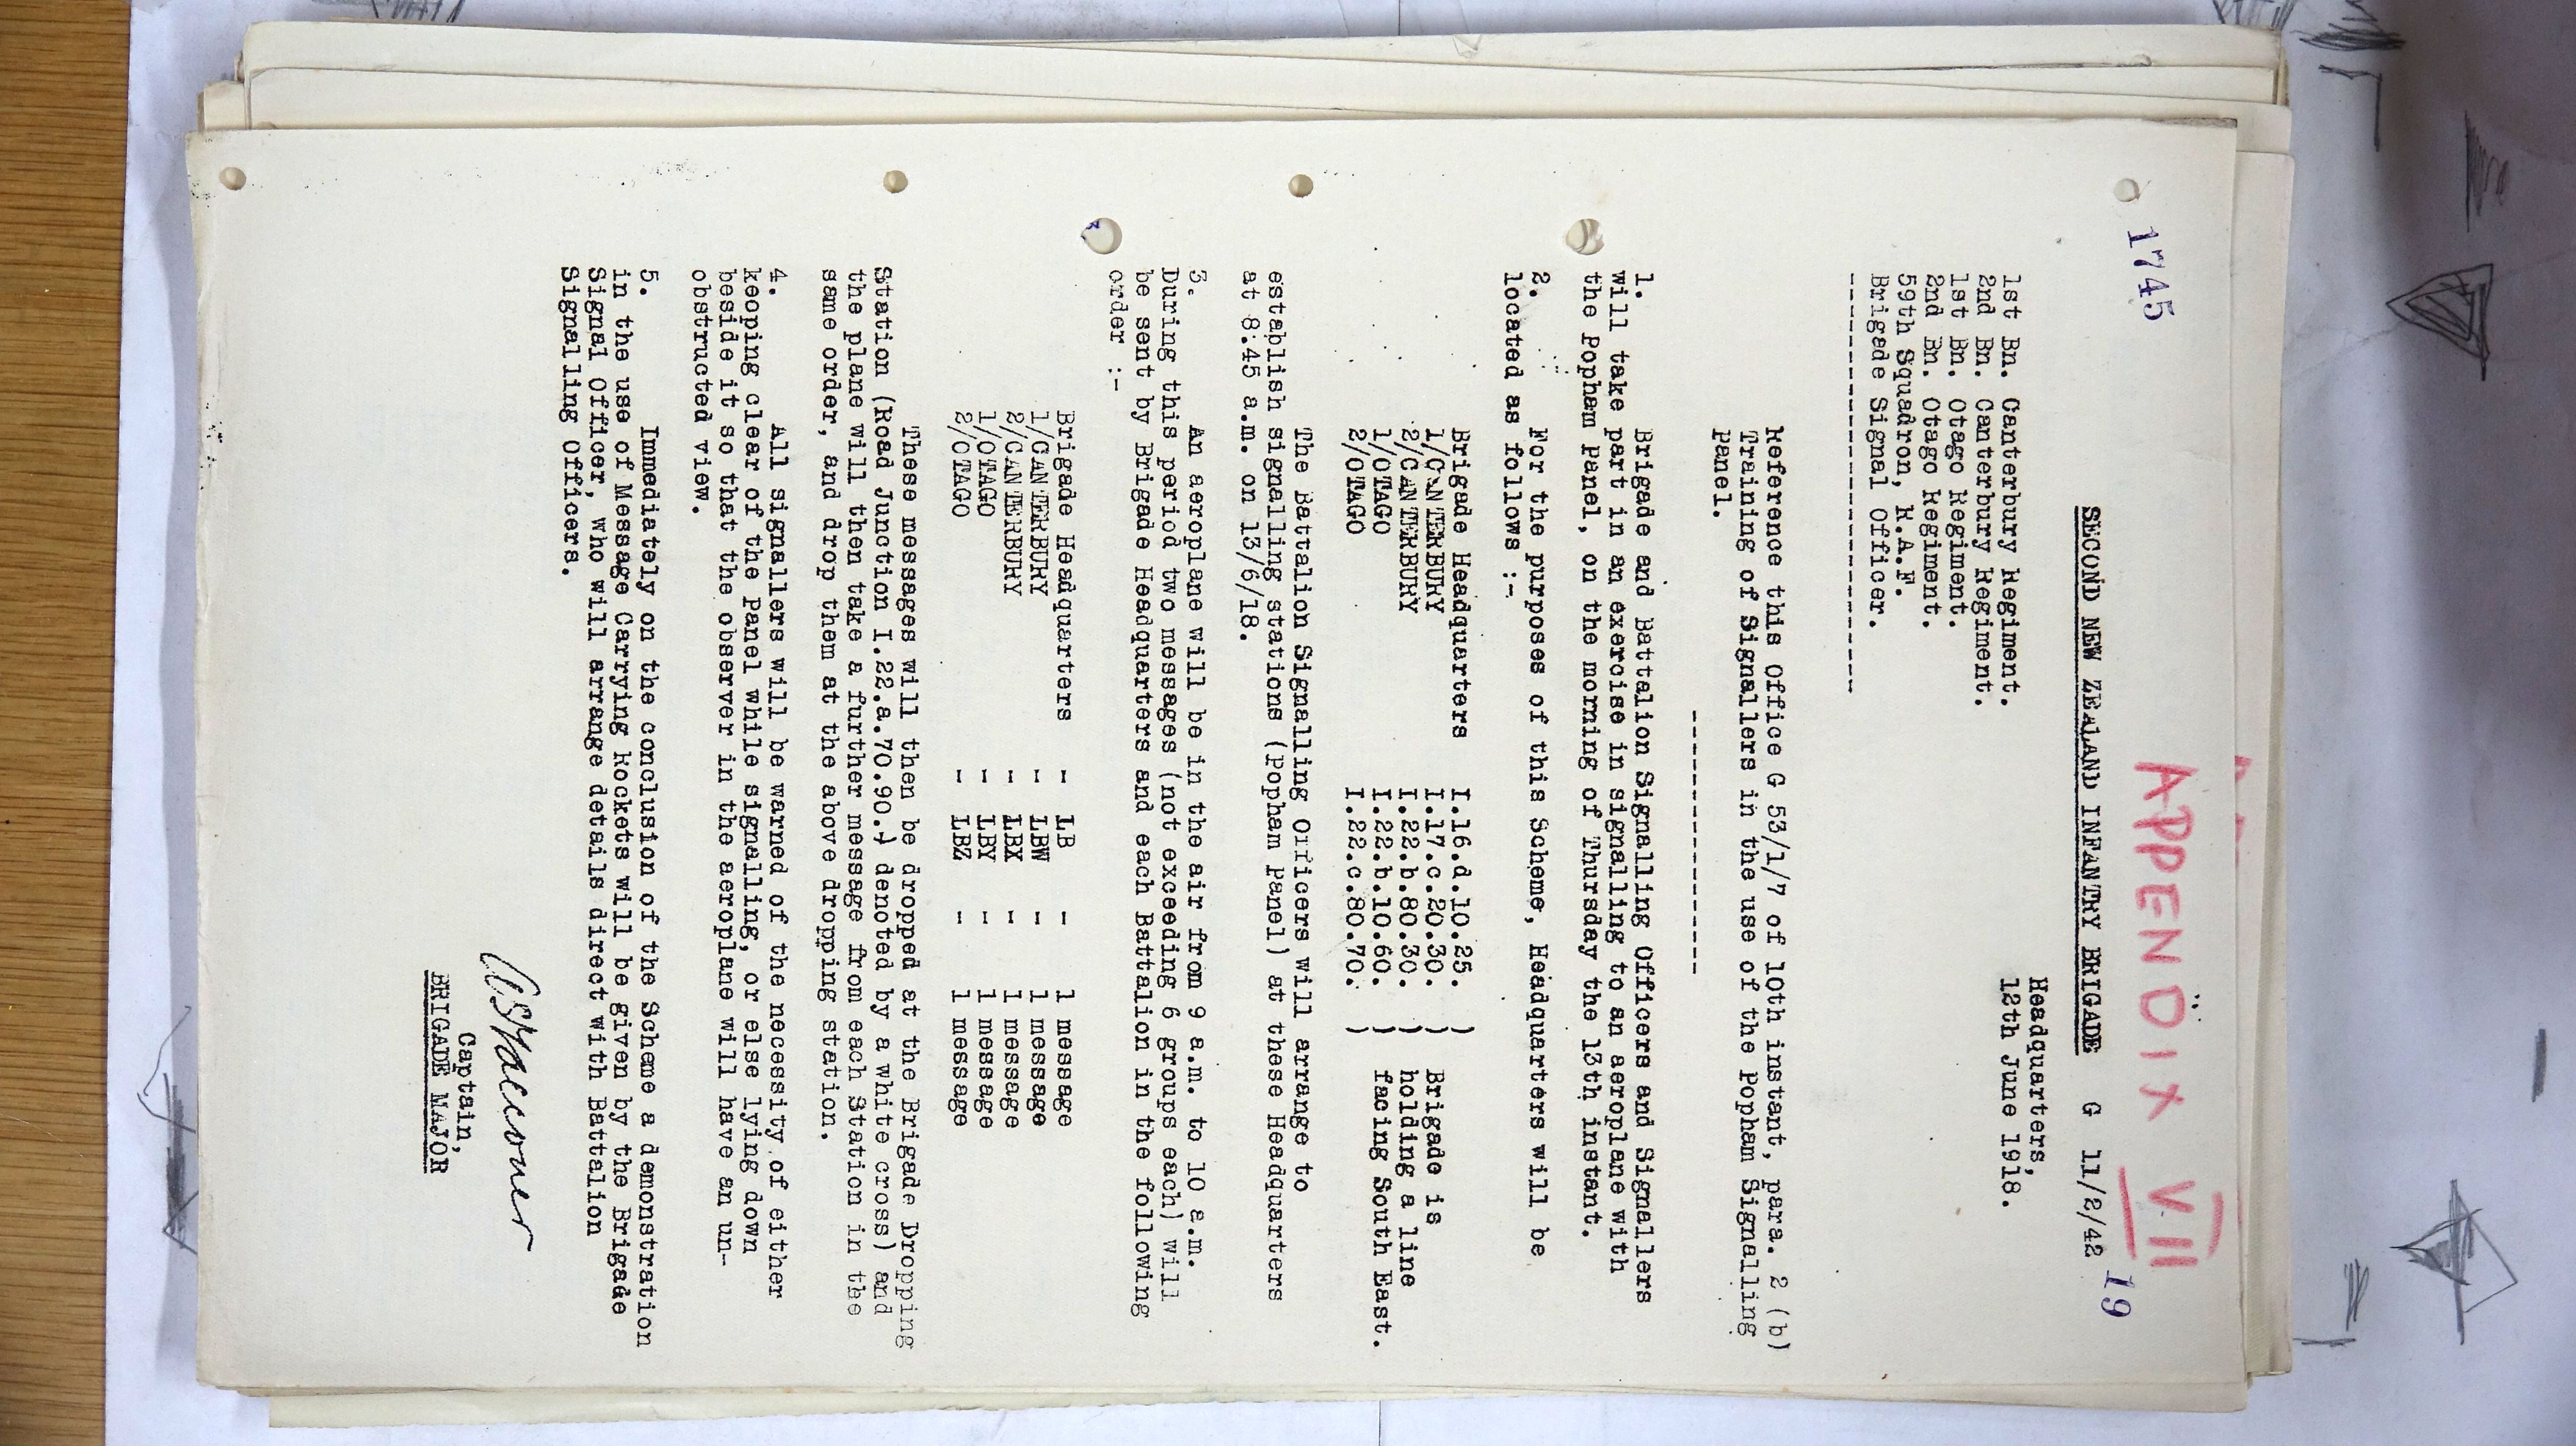 1745
APPENDIX VII
19
SECOND NEW ZEALAND INFANTRY BRIGADE G 11/2/42
Headquarters,
12th June 1918.
1st Bn. Canterbury Regiment.
2nd Bn. Canterbury Regiment.
1st Bn. Otago Regiment.
2nd Bn. Otago Regiment.
59th Squadron, R.A.F.
Brigade Signal Officer.
Reference this Office G 53/1/7 of 10th instant, para. 2 (b)
Training of Signallers in the use of the Popham Signalling
Panel.
1. Brigade and Battalion Signalling Officers and Signallers
will take part in an exercise in signalling to an aeroplane with
the Popham Panel, on the morning of Thursday the 13th instant.
2. For the purposes of this Scheme, Headquarters will be
located as follows :-
Brigade Headquarters I.16.d.10.25. )
1/CANTERBURY I.17.c.20.30. ) Brigade is
2/CANTERBURY I.22.b.80.30. ) holding a line
1/OTAGO I.22.b.10.60. ) facing South East.
2/OTAGO I.22.c.80.70. )
The Battalion Signalling Officers will arrange to
establish signalling stations (Popham Panel) at these Headquarters
at 8:45 a.m. on 13/6/18.
3. An aeroplane will be in the air from 9 a.m. to 10 a.m.
During this period two messages (not exceeding 6 groups each) will
be sent by Brigade Headquarters and each Battalion in the following
order :-
Brigade Headquarters - LB - 1 message
1/CANTERBURY - LBW - 1 message
2/CANTERBURY - LBX - 1 message
1/OTAGO - LBY - 1 message
2/OTAGO - LBZ - 1 message
These messages will then be dropped at the Brigade Dropping
Station (Road Junction I.22.a.70.90.) denoted by a white cross) and
the plane will then take a further message from each Station in the
same order, and drop them at the above dropping station.
4. All signallers will be warned of the necessity of either
keeping clear of the Panel while signalling, or else lying down
beside it so that the observer in the aeroplane will have an un-
obstructed view.
5. Immediately on the conclusion of the Scheme a demonstration
in the use of Message Carrying Rockets will be given by the Brigade
Signal Officer, who will arrange details direct with Battalion
Signalling Officers.
Captain,
BRIGADE MAJOR